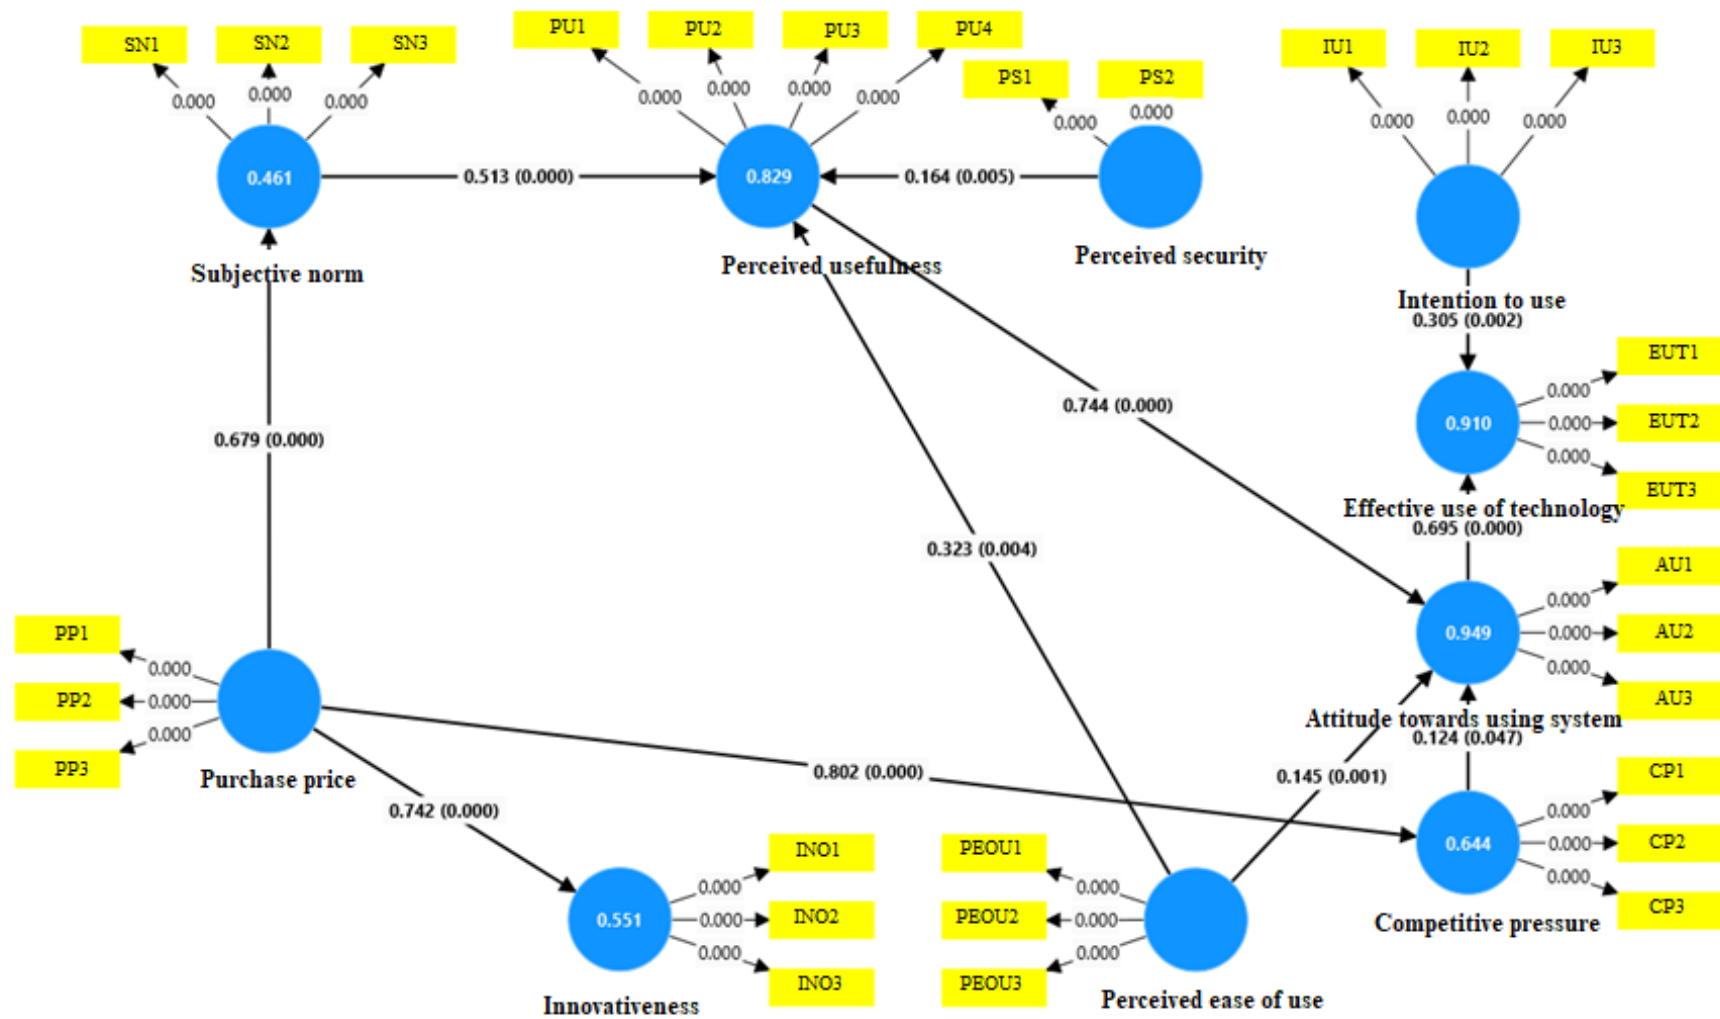 SN1
SN2
SN3
PU1
PU2
PU3
PU4
PS1
PS2
IU1
IU2
IU3
0.000
0.000
0.000
0.000
0.000
0.000
0.000
0.000
0.000
0.000
0.000
0.000
0.461
0.513 (0.000)
0.829
0.164 (0.005)
Subjective norm
Perceived usefulness
Perceived security
Intention to use
0.305 (0.002)
EUT1
0.000
0.744 (0.000)
0.910
0.000
EUT2
0.679 (0.000)
0.000
EUT3
Effective use of technology
0.695 (0.000)
0.323 (0.004)
AU1
0.000
0.949
0.000
AU2
0.000
AU3
PP1
0.000
PP2
0.000
0.000
PP3
Purchase price
Attitude towards using system
0.124 (0.047)
0.802 (0.000)
0.145 (0.001)
0.742 (0.000)
CP1
0.000
0.644
0.000
CP2
0.000
CP3
Competitive pressure
INO1
0.000
0.551
0.000
INO2
0.000
INO3
Innovativeness
PEOU1
0.000
PEOU2
0.000
0.000
PEOU3
Perceived ease of use